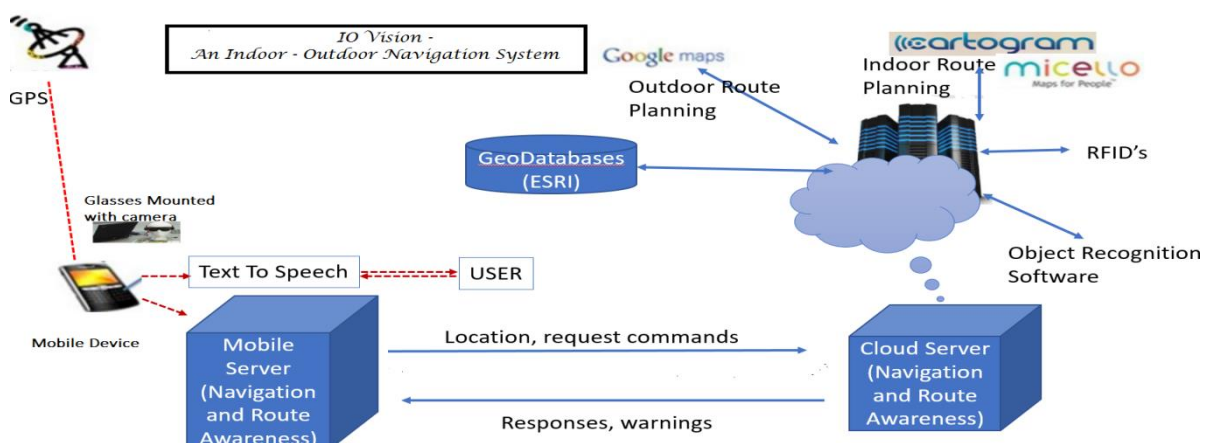 IO Vision -
An Indoor - Outdoor Navigation System
GPS
Google maps
Outdoor Route
Planning
cartogram
Indoor Route
Planning
micello
Maps for People™
GeoDatabases
(ESRI)
RFID's
Glasses Mounted
with camera
Text To Speech
USER
Object Recognition
Software
Mobile Device
Mobile
Server
(Navigation
and Route
Awareness)
Location, request commands
Responses, warnings
Cloud Server
(Navigation
and Route
Awareness)